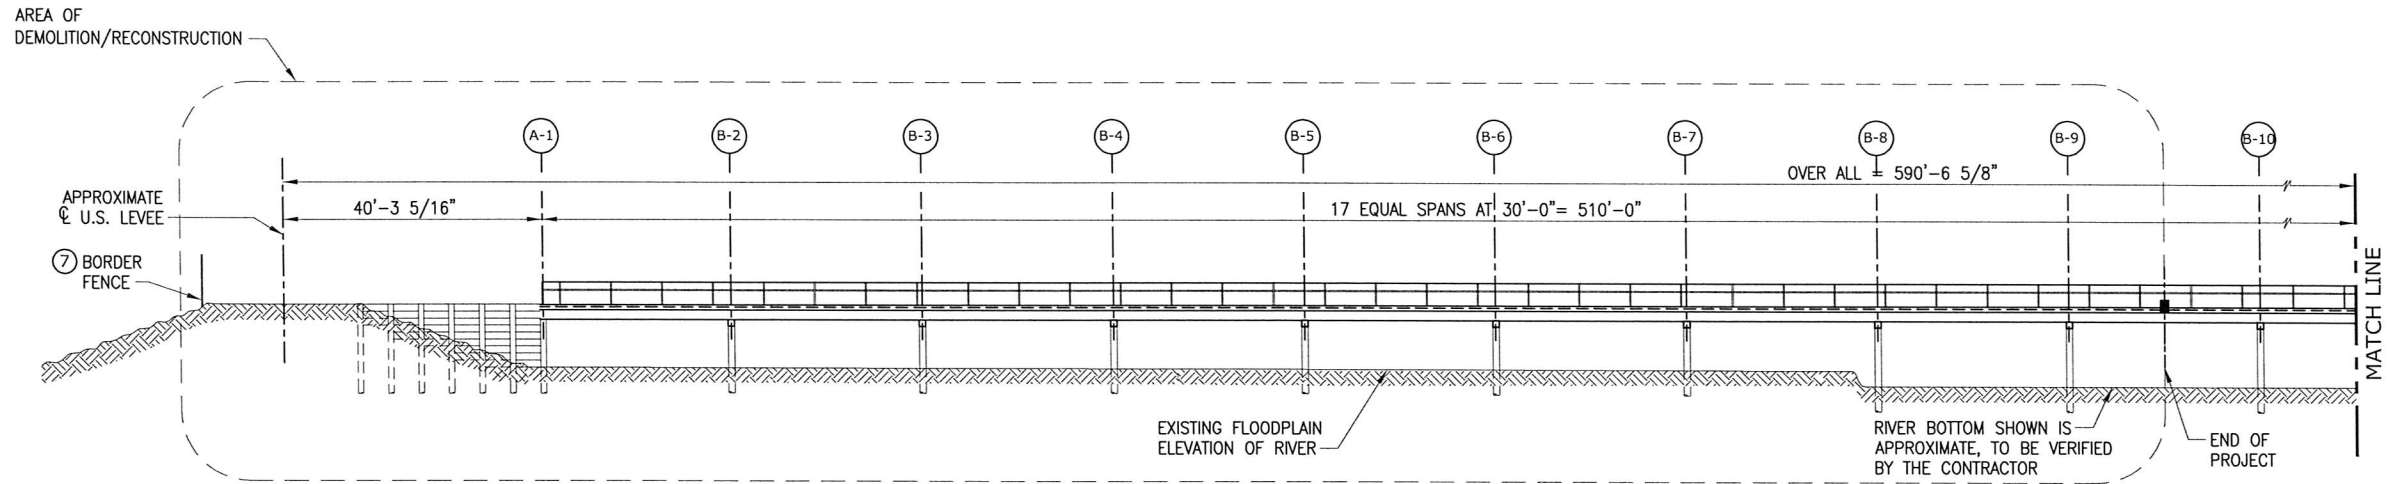 AREA OF
DEMOLITION/RECONSTRUCTION
A-1
B-2
B-3
B-4
B-5
B-6
B-7
B-8
B-9
B-10
OVER ALL = 590'-6 5/8"
APPROXIMATE
℄ U.S. LEVEE
40'-3 5/16"
17 EQUAL SPANS AT 30'-0"= 510'-0"
7 BORDER
FENCE
MATCH LINE
EXISTING FLOODPLAIN
ELEVATION OF RIVER
RIVER BOTTOM SHOWN IS
APPROXIMATE, TO BE VERIFIED
BY THE CONTRACTOR
END OF
PROJECT